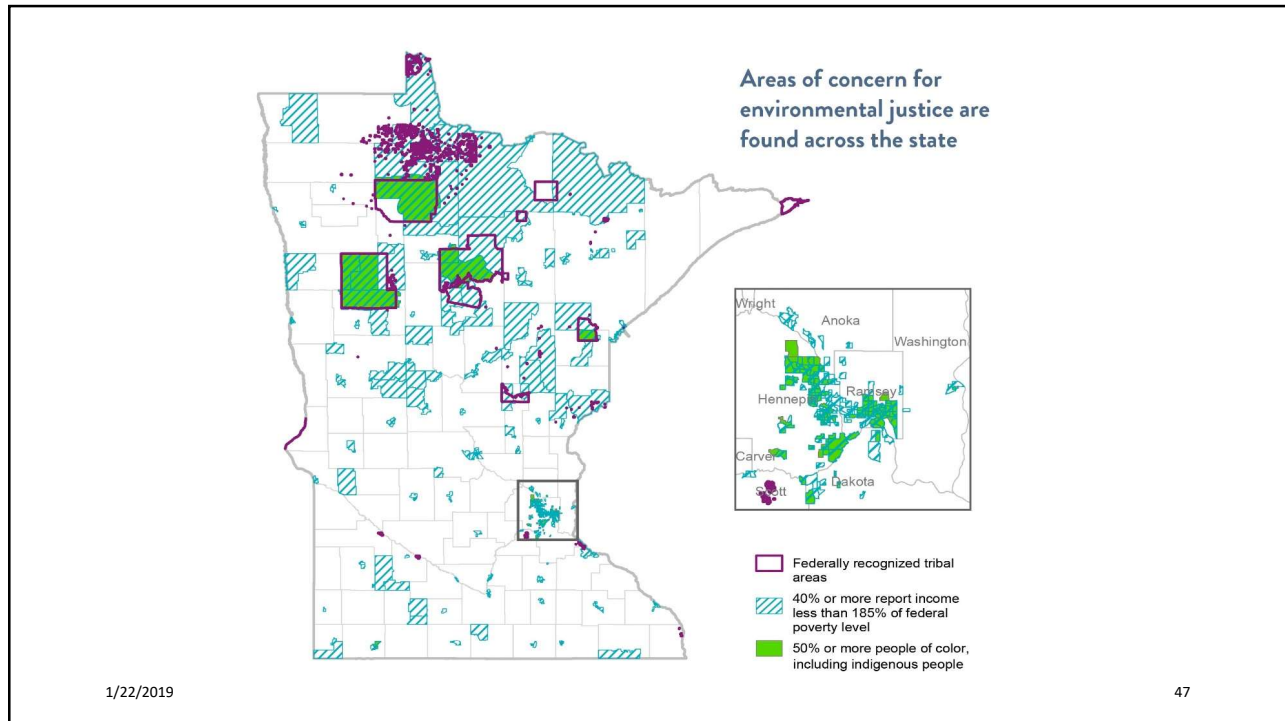 Areas of concern for
environmental justice are
found across the state
Wright
Anoka
Washington
Ramsey
Hennepin
Carver
Scott
Dakota
Federally recognized tribal
areas
40% or more report income
less than 185% of federal
poverty level
50% or more people of color,
including indigenous people
1/22/2019
47